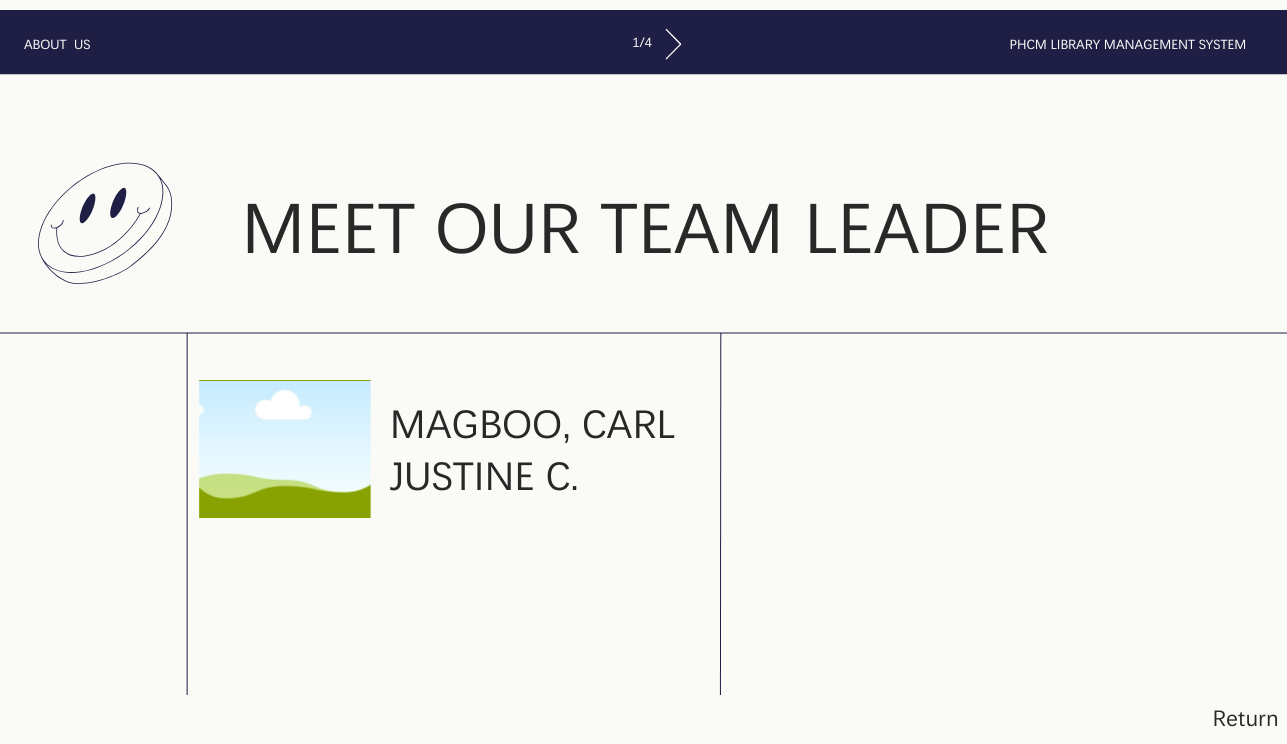 ABOUT US
1/4
PHCM LIBRARY MANAGEMENT SYSTEM
MEET OUR TEAM LEADER
MAGBOO, CARL
JUSTINE C.
Return